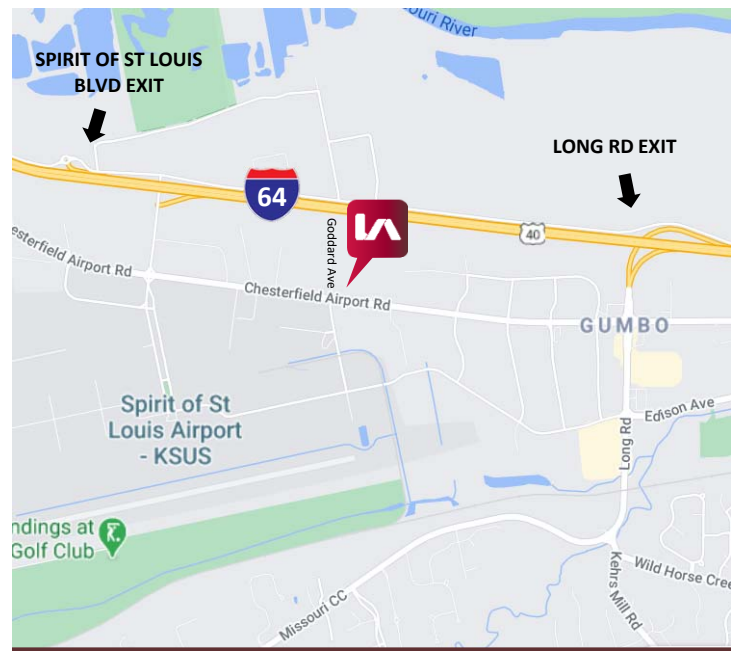 ouri River
SPIRIT OF ST LOUIS
BLVD EXIT
LONG RD EXIT
64
Goddard Ave
40
esterfield Airport Rd
Chesterfield Airport Rd
GUMBO
Spirit of St
Louis Airport
- KSUS
Edison Ave
Long Rd
ndings at
Golf Club
Wild Horse Cree
Kehrs Mill Rd
Missouri CC